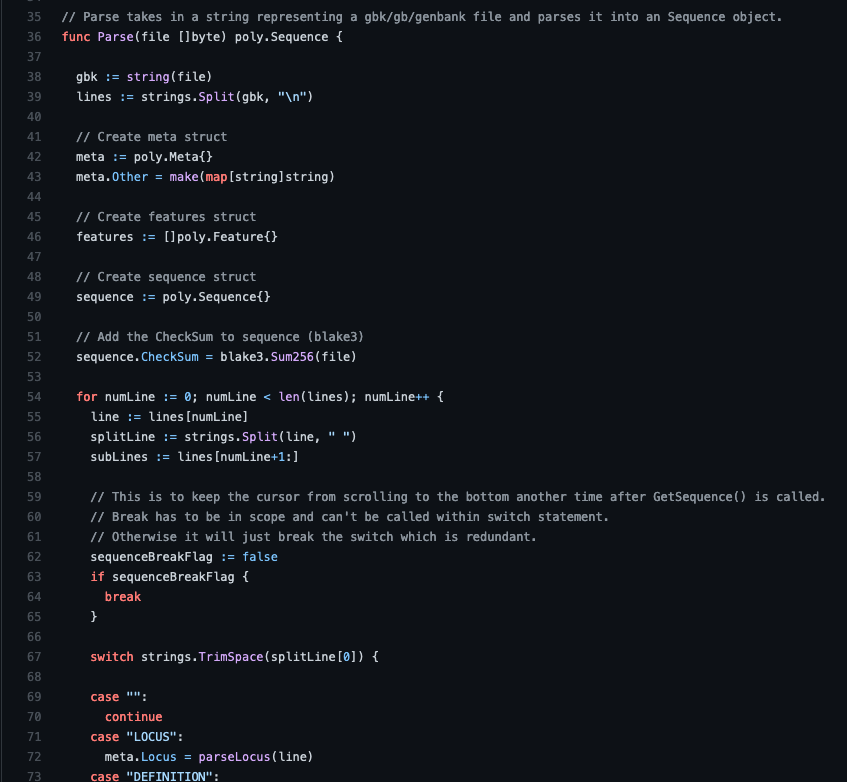 35 // Parse takes in a string representing a gbk/gb/genbank file and parses it into an Sequence object.
36 func Parse(file []byte) poly.Sequence {
37
38 gbk := string(file)
39 lines := strings.Split(gbk, "\n")
40
41 // Create meta struct
42 meta := poly.Meta{}
43 meta.Other = make(map[string]string)
44
45 // Create features struct
46 features := []poly.Feature{}
47
48 // Create sequence struct
49 sequence := poly.Sequence{}
50
51 // Add the CheckSum to sequence (blake3)
52 sequence.CheckSum = blake3.Sum256(file)
53
54 for numLine := 0; numLine < len(lines); numLine++ {
55 line := lines[numLine]
56 splitLine := strings.Split(line, " ")
57 subLines := lines[numLine+1:]
58
59 // This is to keep the cursor from scrolling to the bottom another time after GetSequence() is called.
60 // Break has to be in scope and can't be called within switch statement.
61 // Otherwise it will just break the switch which is redundant.
62 sequenceBreakFlag := false
63 if sequenceBreakFlag {
64 break
65 }
66
67 switch strings.TrimSpace(splitLine[0]) {
68
69 case "":
70 continue
71 case "LOCUS":
72 meta.Locus = parseLocus(line)
73 case "DEFINITION":